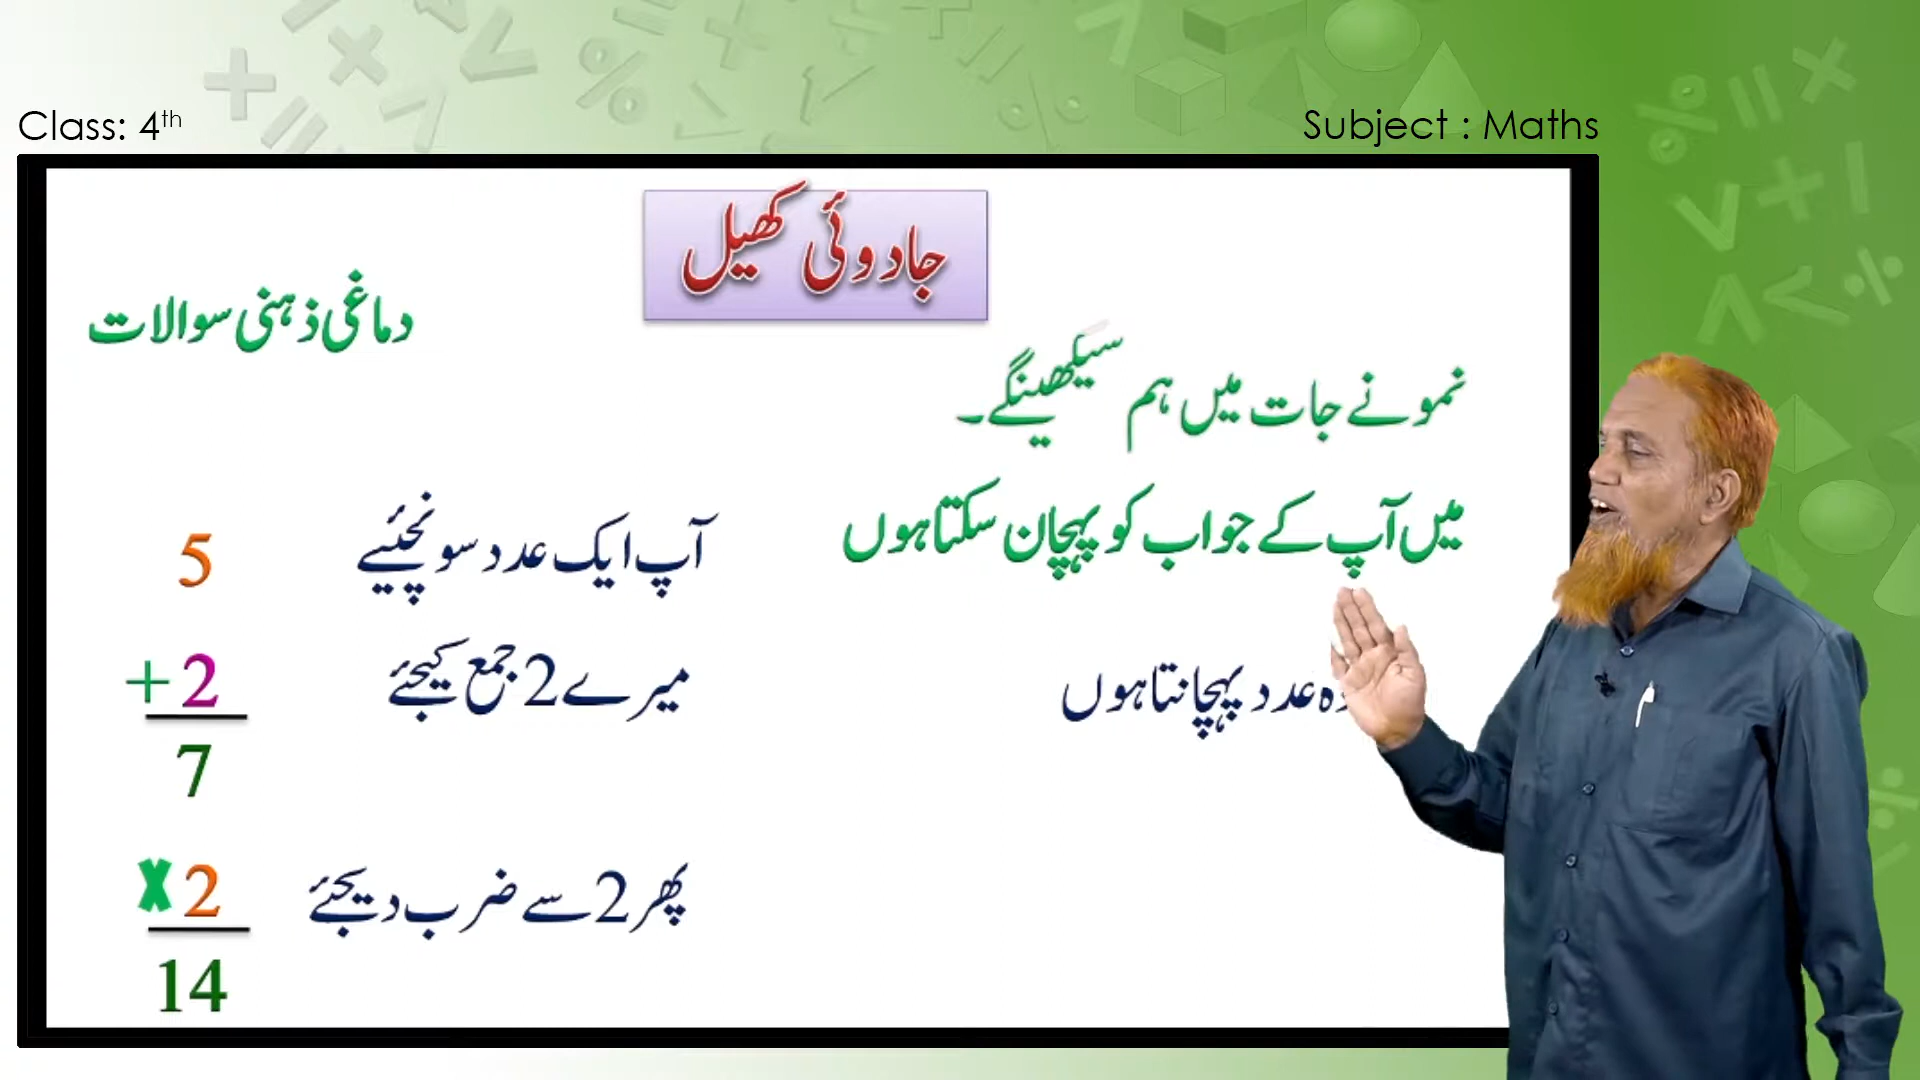 Class: 4th
Subject : Maths
جادوئی کھیل
دماغی ذہنی سوالات
نمونے جات میں ہم سیکھینگے۔
میں آپ کے جواب کو پہچان سکتا ہوں
آپ ایک عدد سونچئیے
5
عدد پہچانتا ہوں
میرے 2 جمع کیجئے
+2
7
پھر 2 سے ضرب دیجئے
x2
14